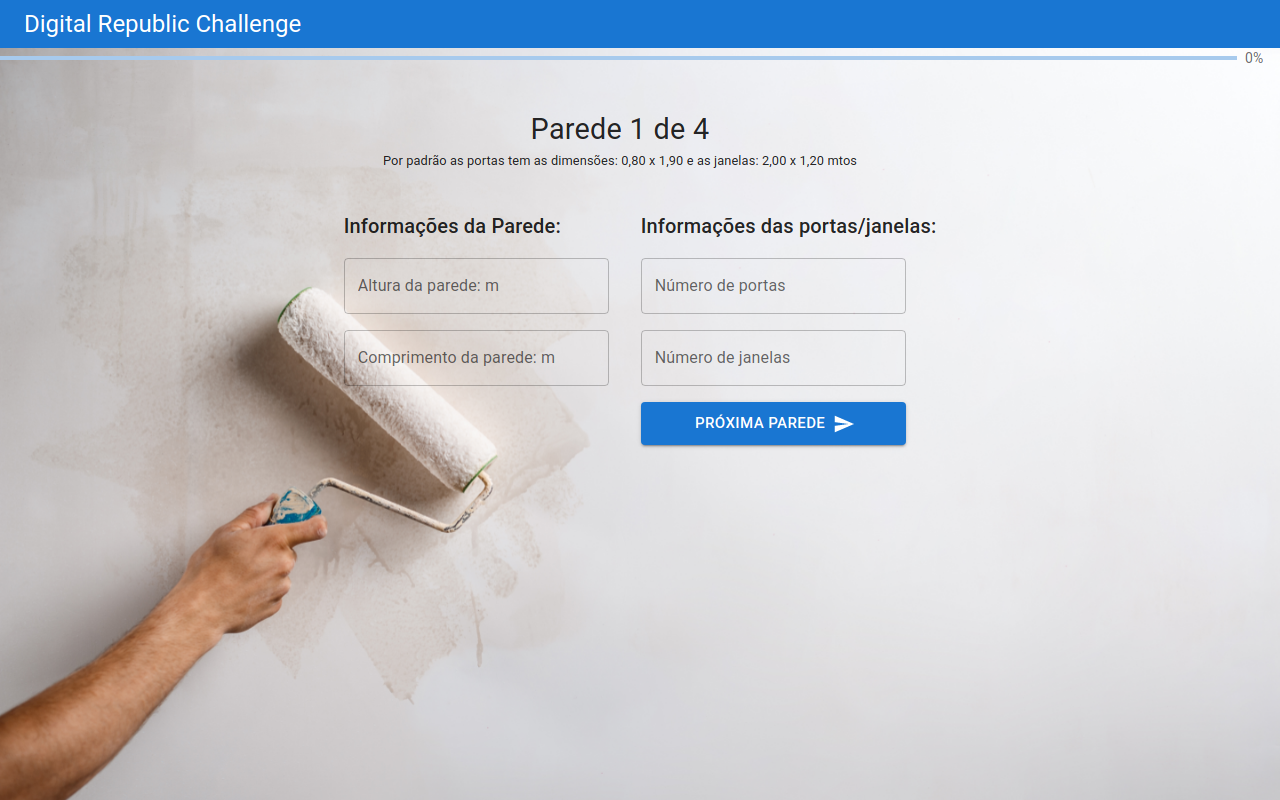 Digital Republic Challenge
0%
Parede 1 de 4
Por padrão as portas tem as dimensões: 0,80 x 1,90 e as janelas: 2,00 x 1,20 mtos
Informações da Parede:
Altura da parede: m
Comprimento da parede: m
Informações das portas/janelas:
Número de portas
Número de janelas
PRÓXIMA PAREDE